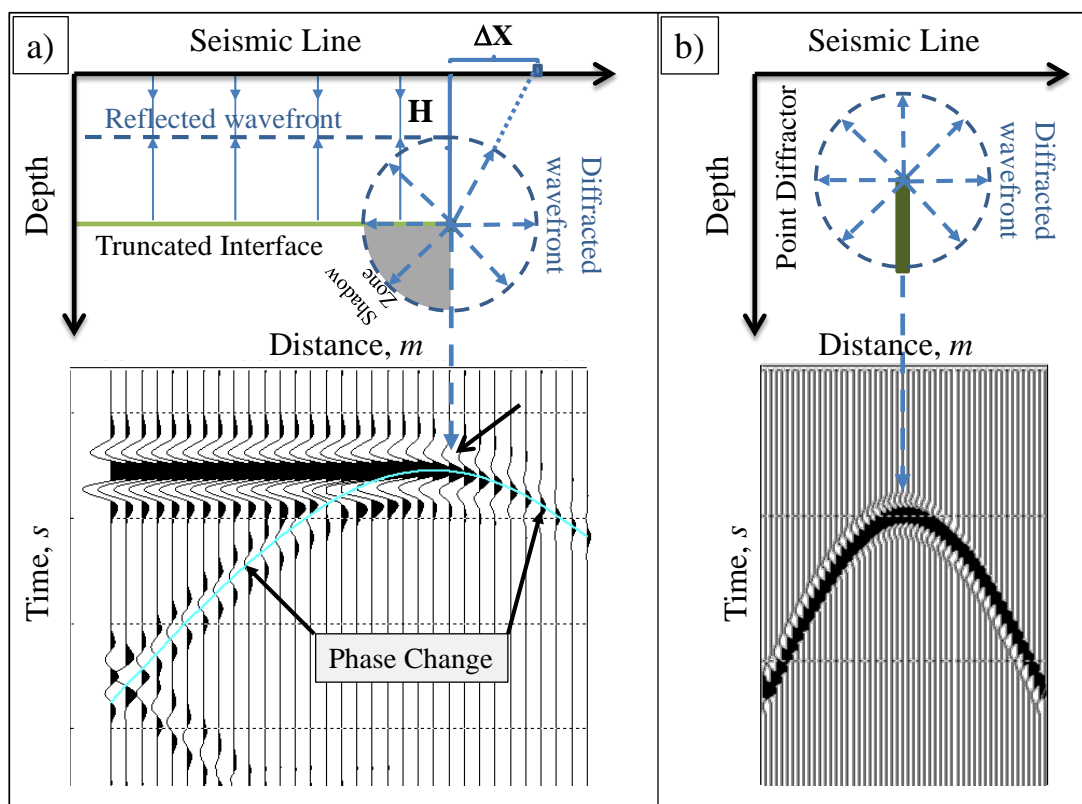 a)
Seismic Line
ΔX
H
Reflected wavefront
Diffracted
wavefront
Depth
Truncated Interface
Shadow
Zone
Distance, m
Time, s
Phase Change
b)
Seismic Line
Depth
Point Diffractor
Diffracted
wavefront
Distance, m
Time, s